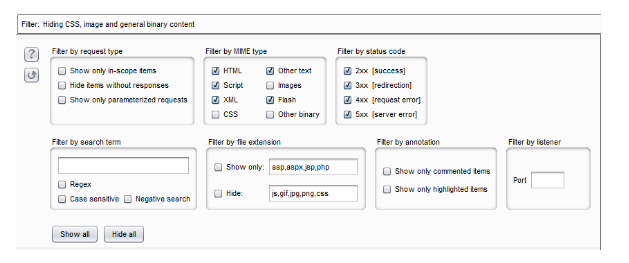 Filter: Hiding CSS, image and general binary content
?
Filter by request type
Show only in-scope items
Hide items without responses
Show only parameterized requests
Filter by MIME type
HTML Other text
Script Images
XML Flash
CSS Other binary
Filter by status code
2xx [success]
3xx [redirection]
4xx [request error]
5xx [server error]
Filter by search term
Regex
Case sensitive Negative search
Filter by file extension
Show only: asp,aspx,jsp,php
Hide: js,gif,jpg,png,css
Filter by annotation
Show only commented items
Show only highlighted items
Filter by listener
Port
Show all Hide all